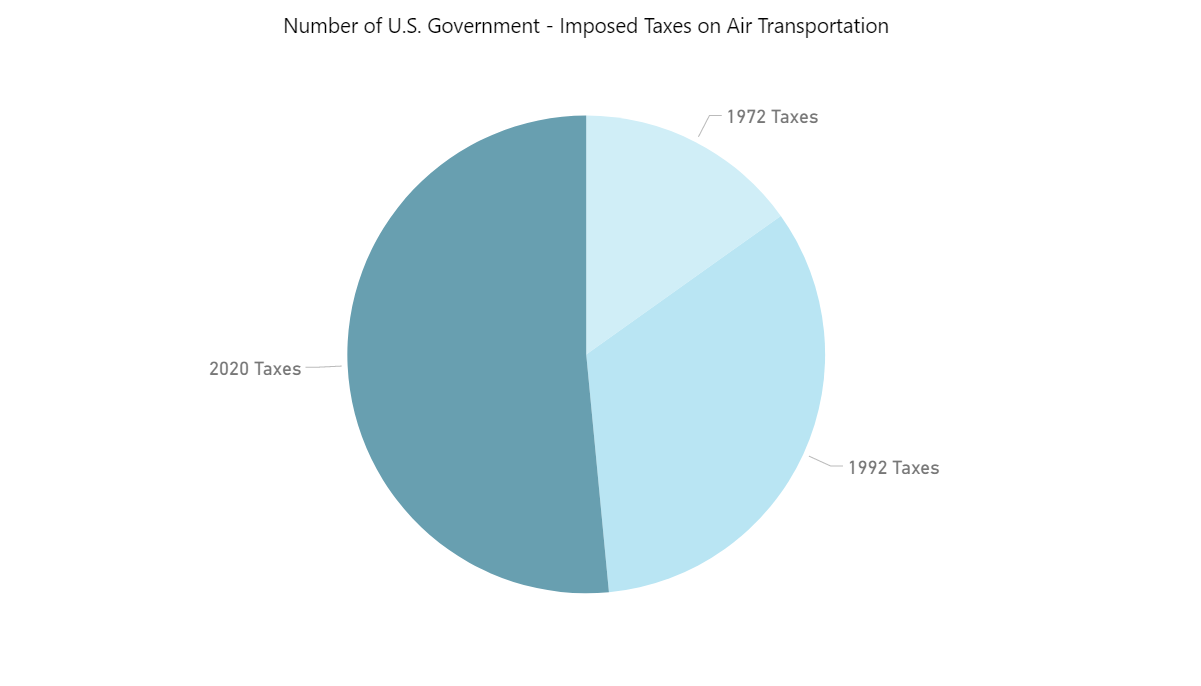 Number of U.S. Government - Imposed Taxes on Air Transportation
1972 Taxes
2020 Taxes
1992 Taxes